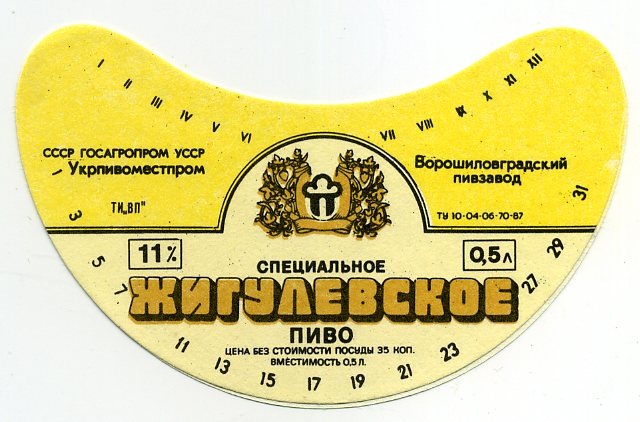 I II III IV V VI VII VIII IX X XI XII
СССР ГОСАГРОПРОМ УССР
Укрпивоместпром
ТИ„ВП"
Ворошиловградский
пивзавод
ТУ 10-04-06-70-87
11%
0,5л
СПЕЦИАЛЬНОЕ
ЖИГУЛЕВСКОЕ
ПИВО
ЦЕНА БЕЗ СТОИМОСТИ ПОСУДЫ 35 КОП.
ВМЕСТИМОСТЬ 0,5 Л.
1 3 5 7 11 13 15 17 19 21 23 27 29 31